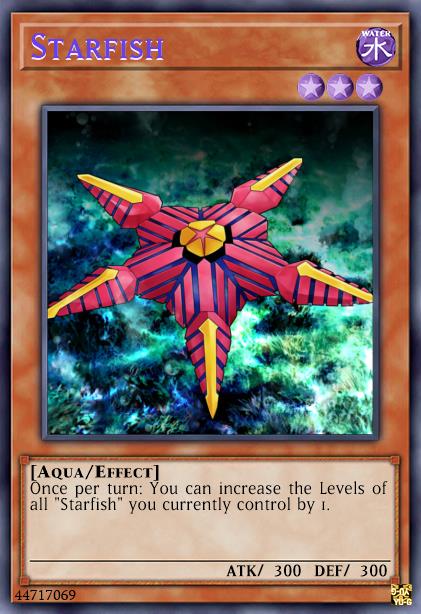 Starfish
WATER
水
[Aqua/Effect]
Once per turn: You can increase the Levels of
all "Starfish" you currently control by 1.
ATK/ 300 DEF/ 300
44717069